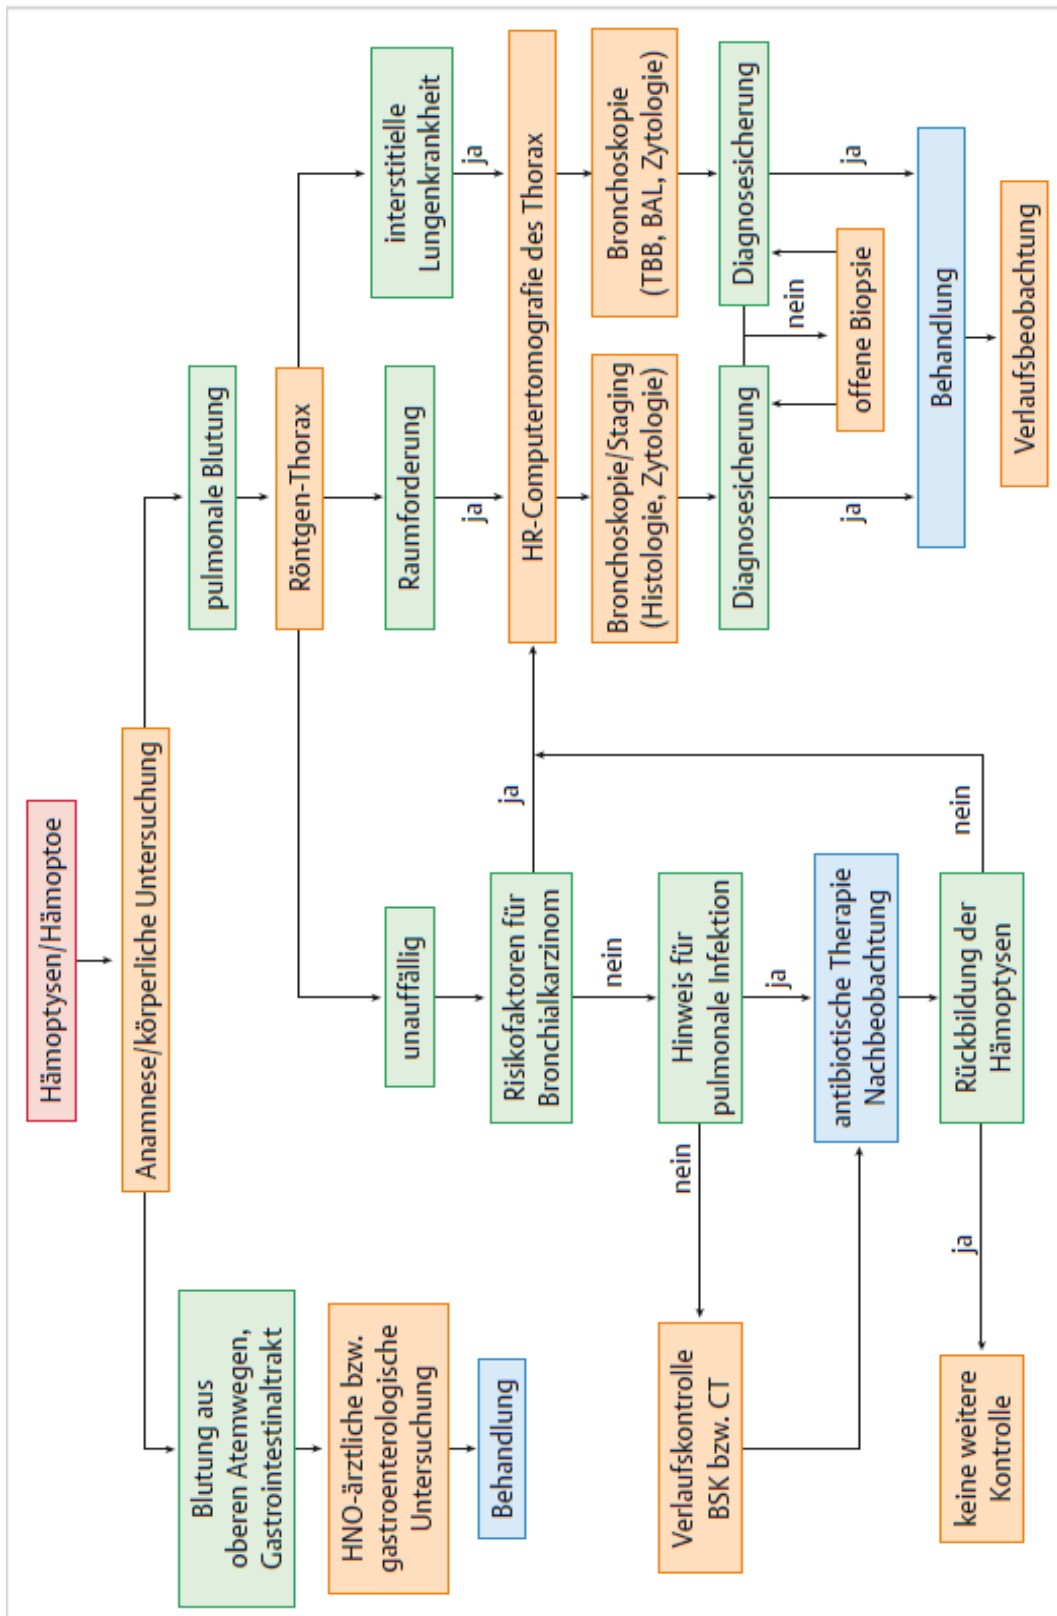 Hämoptysen/Hämoptoe
Anamnese/körperliche Untersuchung
Blutung aus
oberen Atemwegen,
Gastrointestinaltrakt
HNO-ärztliche bzw.
gastroenterologische
Untersuchung
Behandlung
pulmonale Blutung
Röntgen-Thorax
unauffällig
Raumforderung
ja
interstitielle
Lungenkrankheit
ja
Risikofaktoren für
Bronchialkarzinom
ja
nein
HR-Computertomografie des Thorax
Hinweis für
pulmonale Infektion
nein
ja
Verlaufskontrolle
BSK bzw. CT
antibiotische Therapie
Nachbeobachtung
Rückbildung der
Hämoptysen
ja
nein
keine weitere
Kontrolle
Bronchoskopie/Staging
(Histologie, Zytologie)
Bronchoskopie
(TBB, BAL, Zytologie)
Diagnosesicherung
Diagnosesicherung
nein
ja
ja
offene Biopsie
Behandlung
Verlaufsbeobachtung